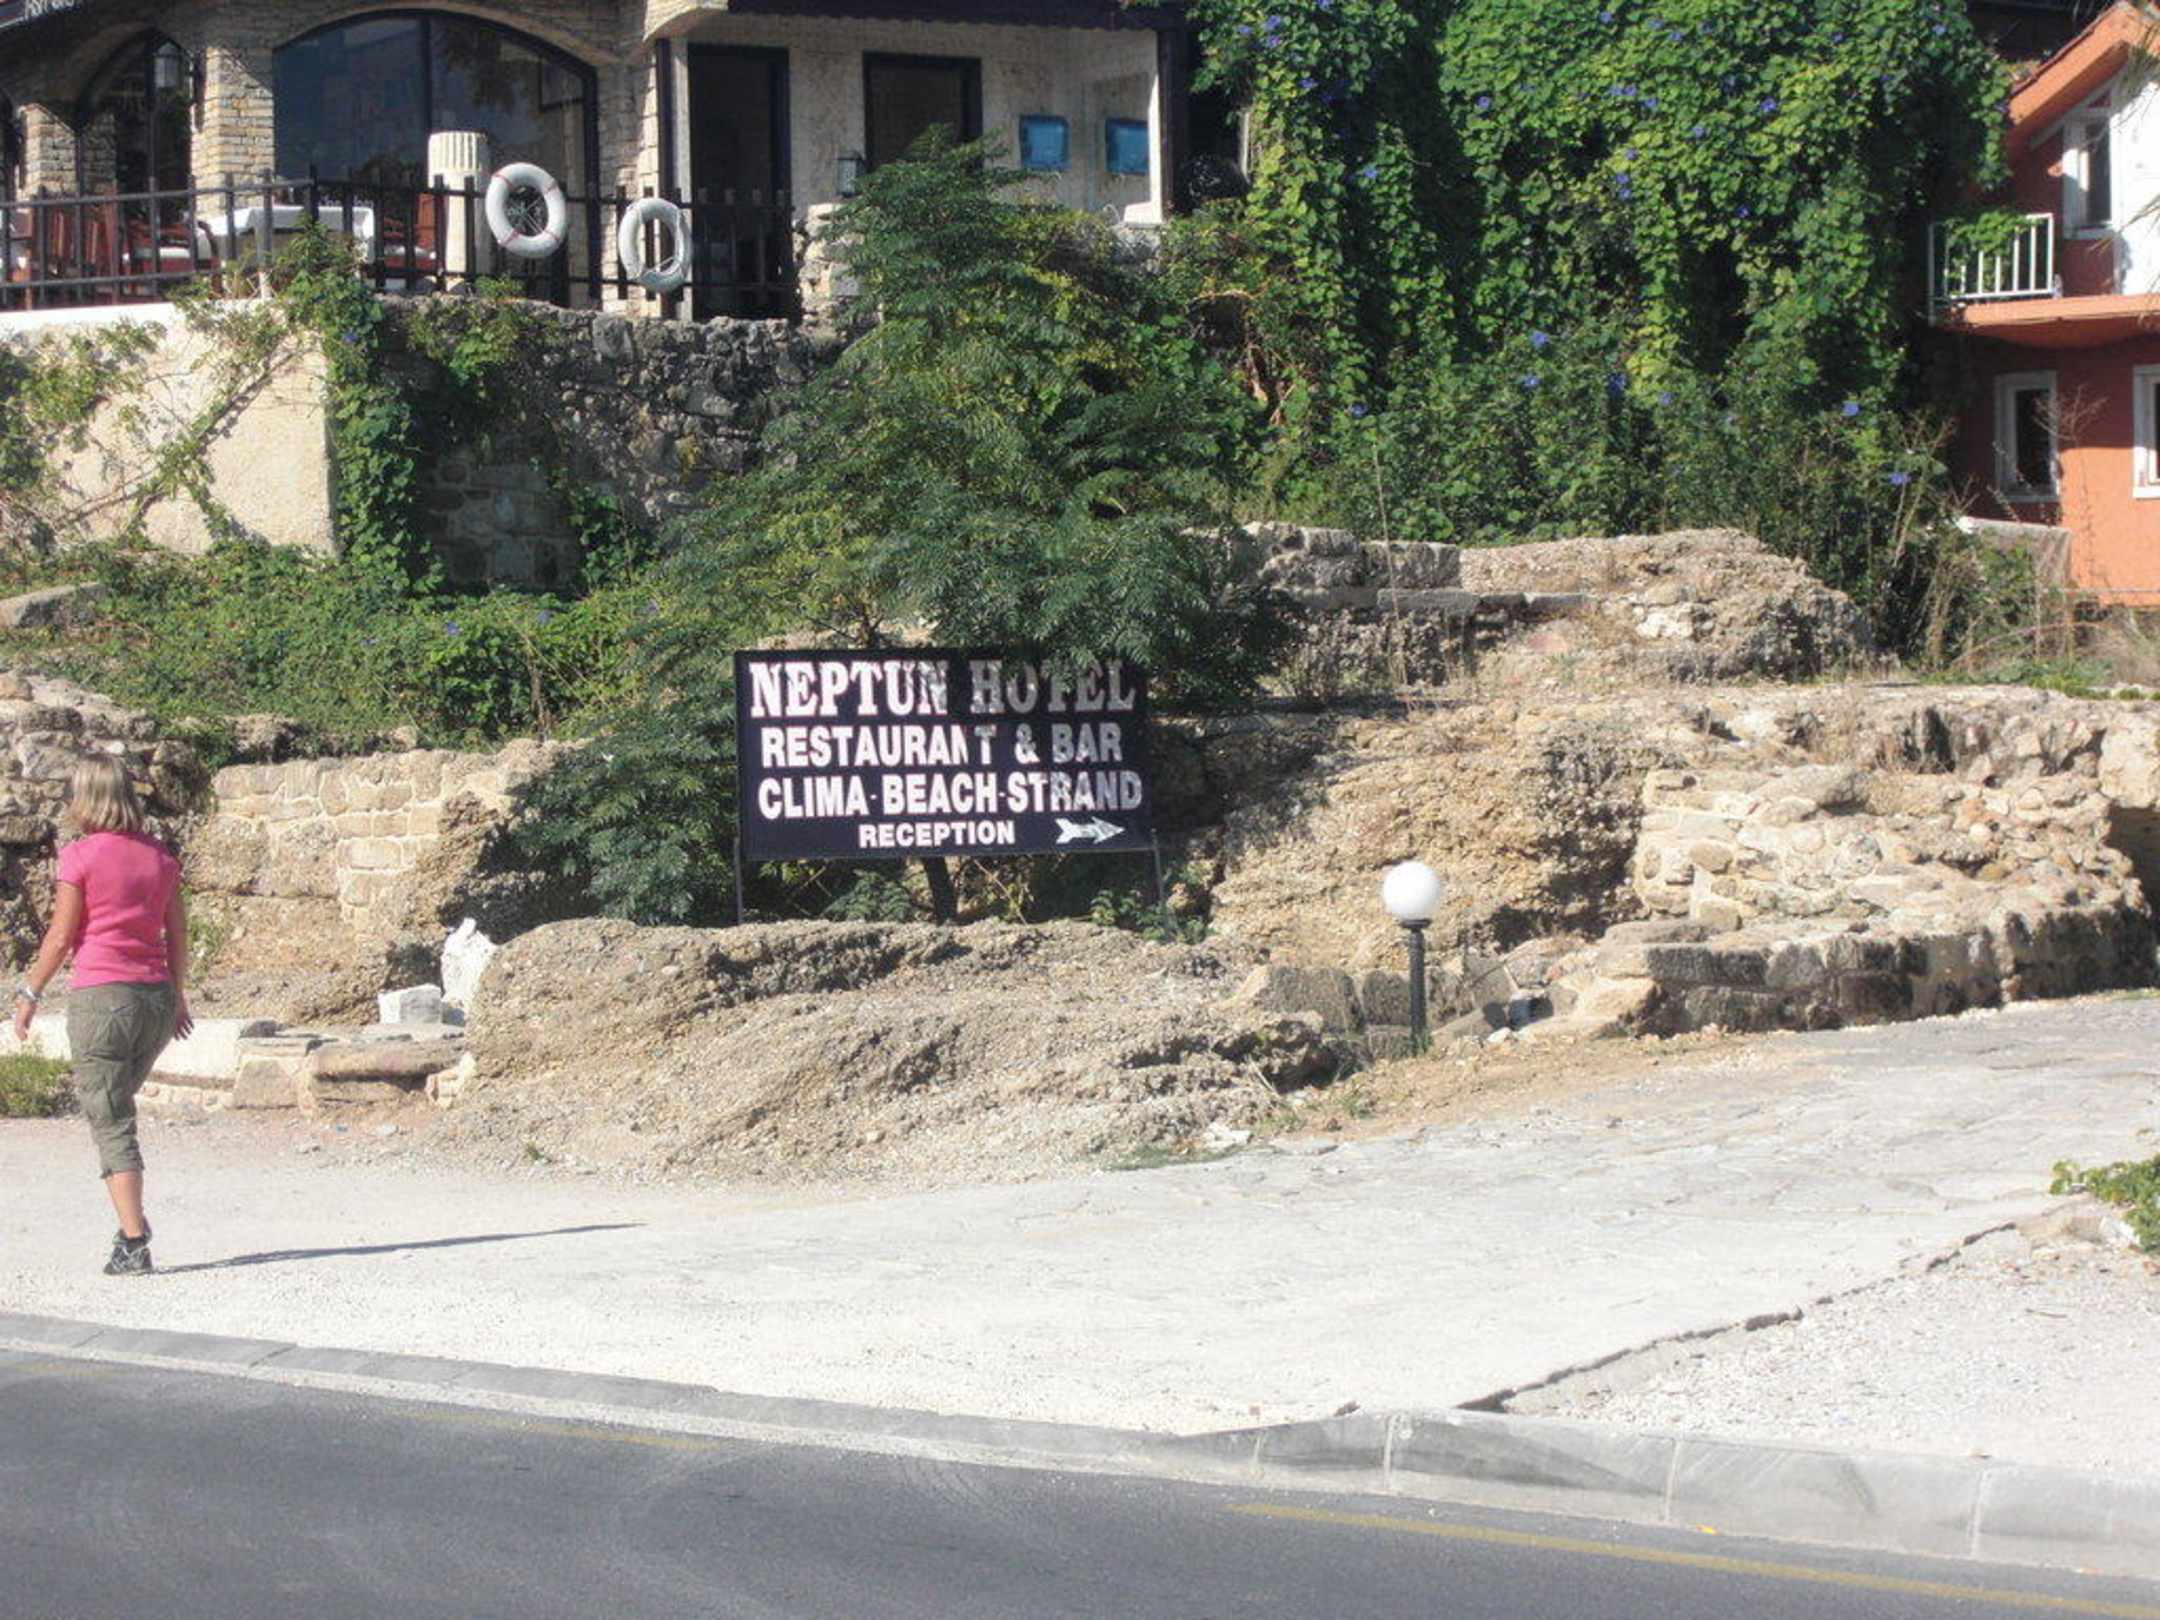 NEPTUN HOTEL
RESTAURANT & BAR
CLIMA-BEACH-STRAND
RECEPTION